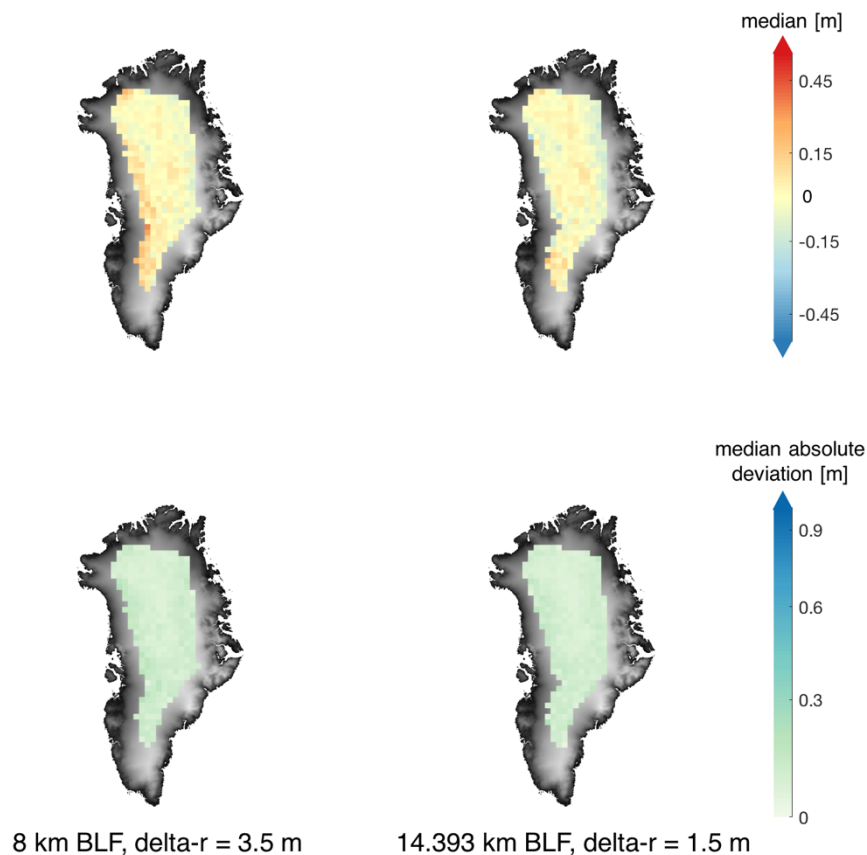 median [m]
0.45
0.15
0
-0.15
-0.45
median absolute
deviation [m]
0.9
0.6
0.3
0
8 km BLF, delta-r = 3.5 m
14.393 km BLF, delta-r = 1.5 m